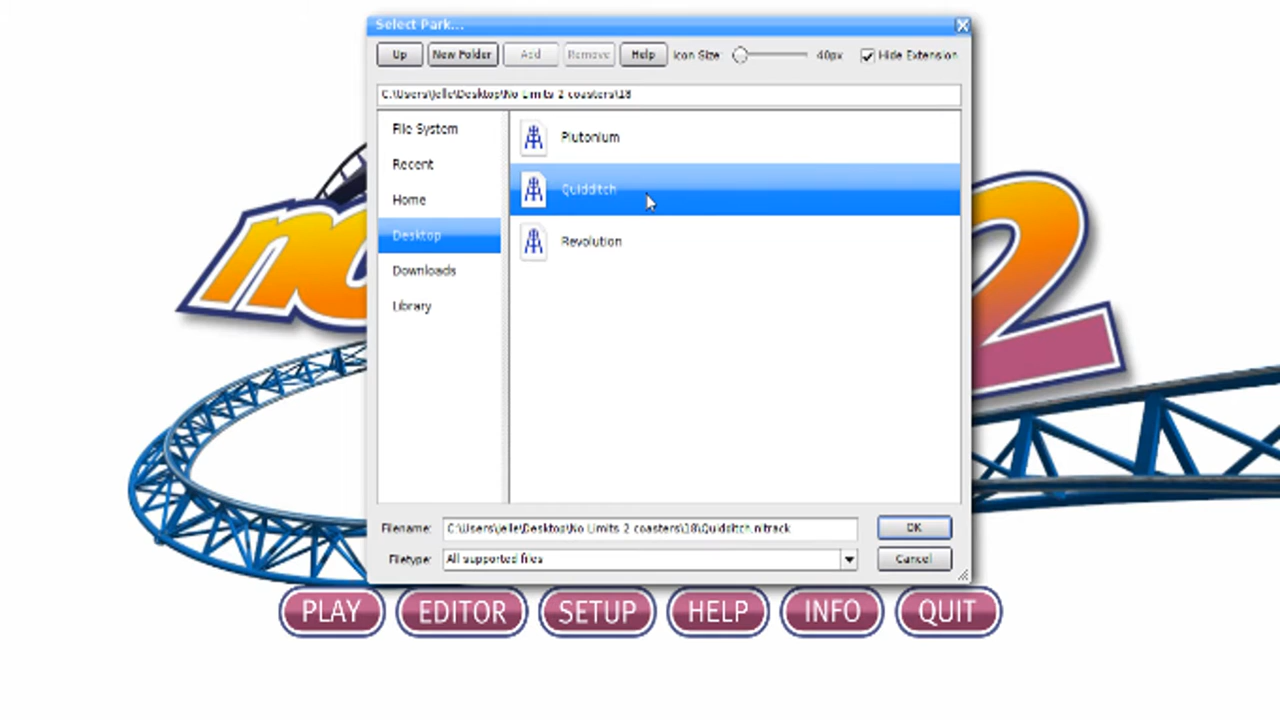 Select Park...
Up New Folder Add Remove Help Icon Size: 40px Hide Extension
C:\Users\Jelle\Desktop\No Limits 2 coasters\18
File System
Recent
Home
Desktop
Downloads
Library
Plutonium
Quidditch
Revolution
no
2
Filename: C:\Users\Jelle\Desktop\No Limits 2 coasters\18\Quidditch.nltrack OK
Filetype: All supported files Cancel
PLAY EDITOR SETUP HELP INFO QUIT